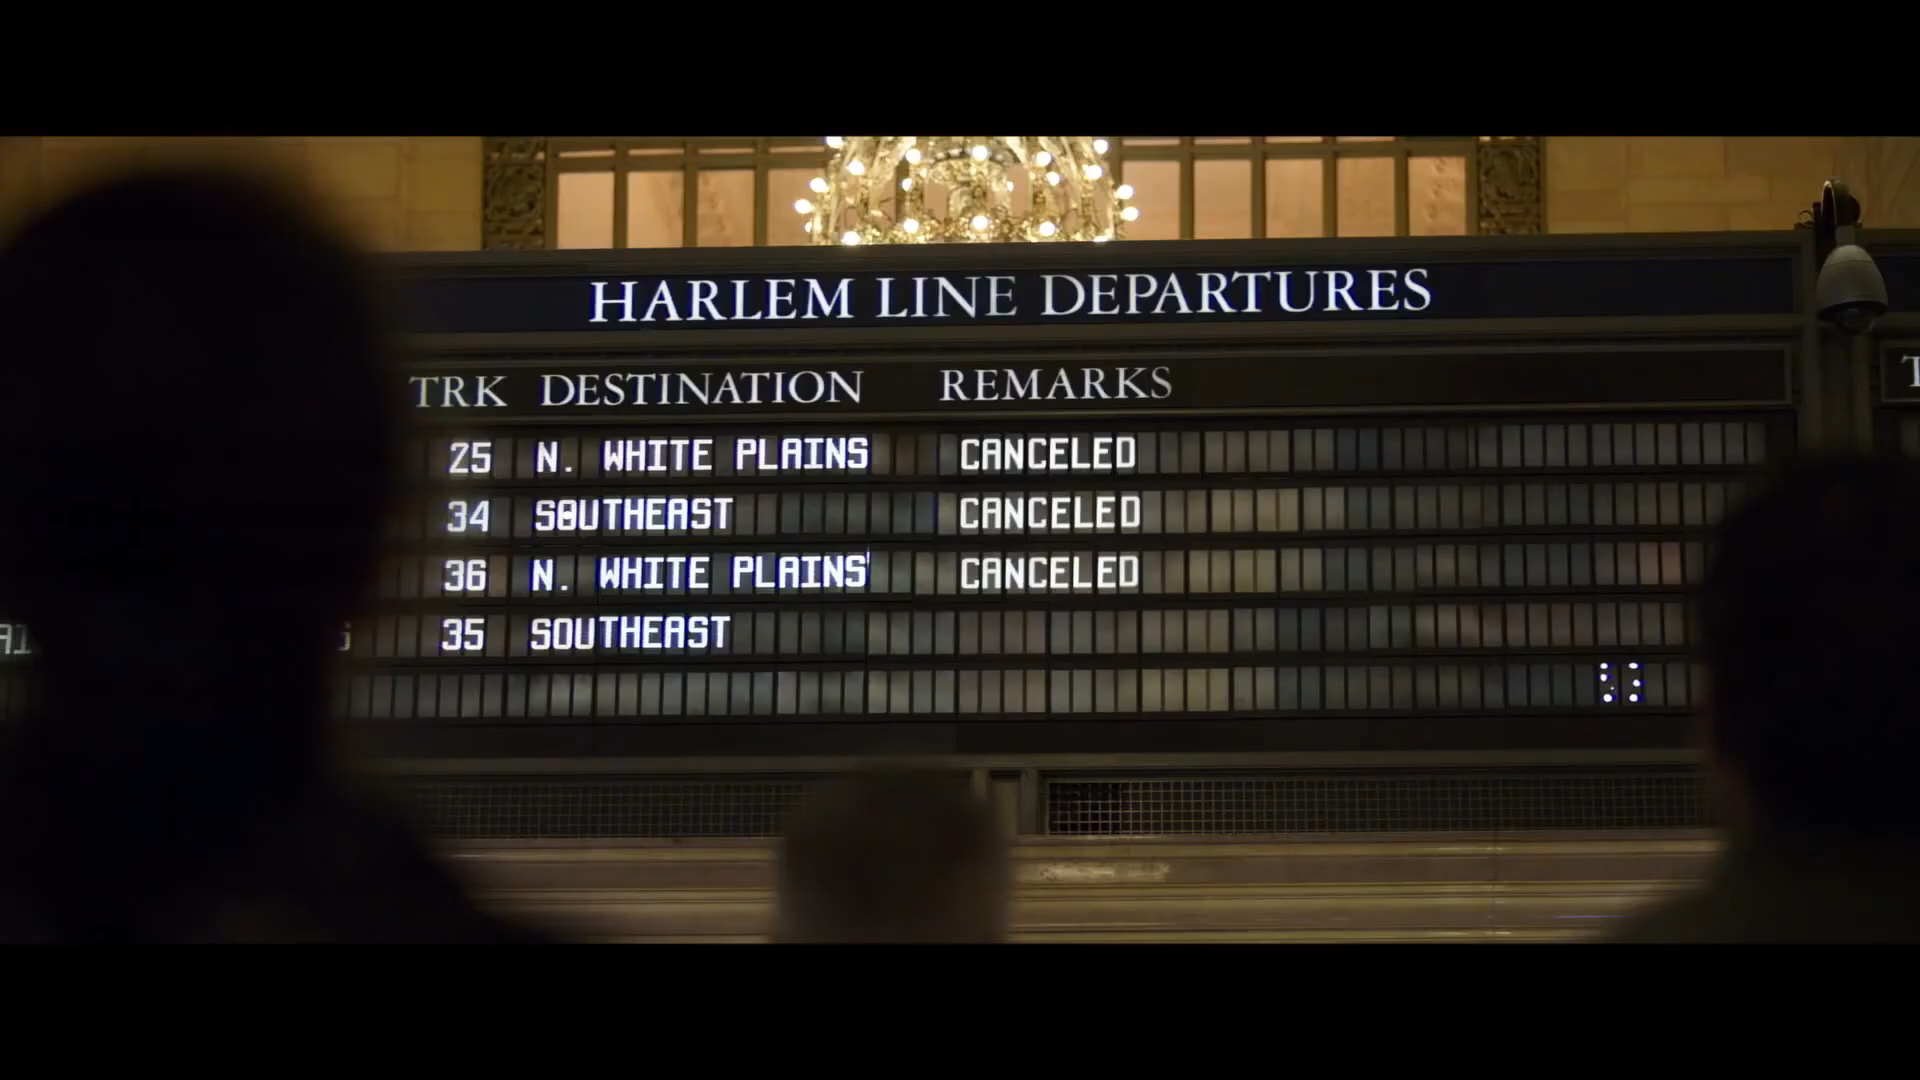 HARLEM LINE DEPARTURES
TRK DESTINATION REMARKS
25 N. WHITE PLAINS CANCELED
34 SOUTHEAST CANCELED
36 N. WHITE PLAINS CANCELED
35 SOUTHEAST